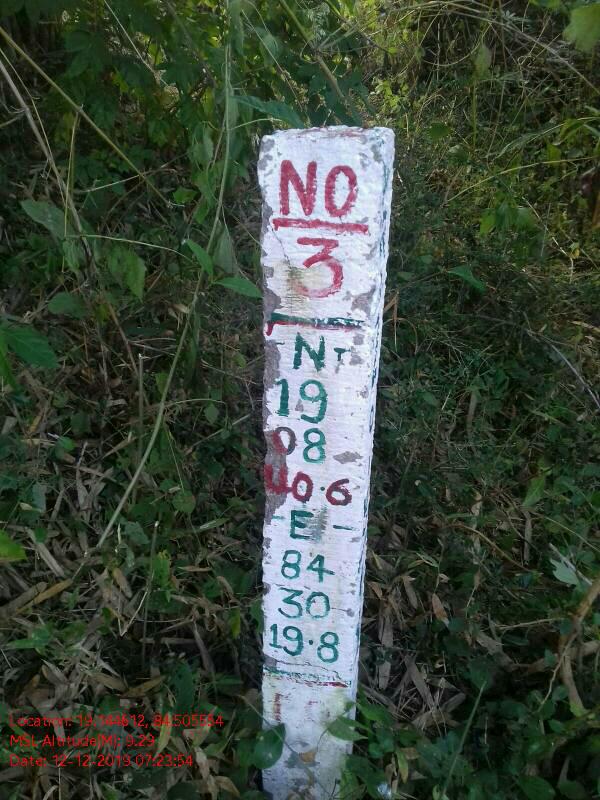 NO
3
N
19
08
40.6
E
84
30
19.8
Location: 19.144612, 84.505554
MSL Altitude(M): 9.29
Date: 12-12-2019 07:23:54